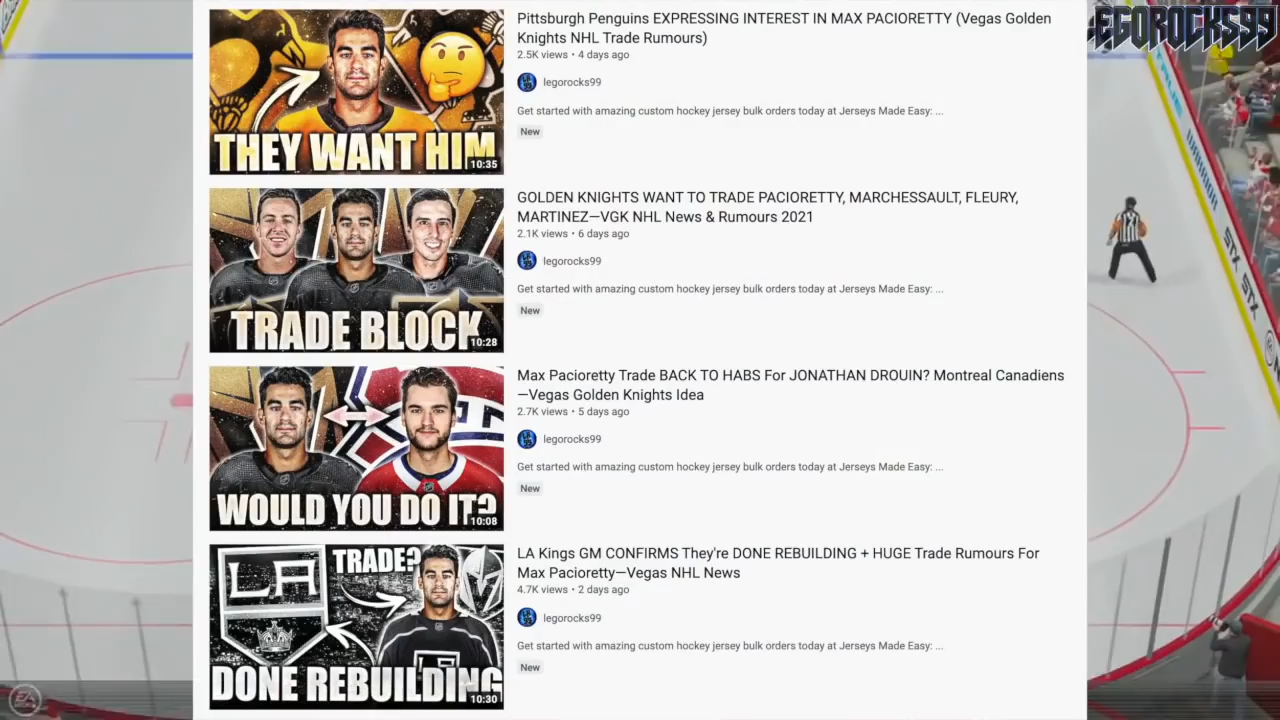 EGOROCKS99
Pittsburgh Penguins EXPRESSING INTEREST IN MAX PACIORETTY (Vegas Golden
Knights NHL Trade Rumours)
2.5K views • 4 days ago
legorocks99
Get started with amazing custom hockey jersey bulk orders today at Jerseys Made Easy: ...
New
THEY WANT HIM
10:35
GOLDEN KNIGHTS WANT TO TRADE PACIORETTY, MARCHESSAULT, FLEURY,
MARTINEZ—VGK NHL News & Rumours 2021
2.1K views • 6 days ago
legorocks99
Get started with amazing custom hockey jersey bulk orders today at Jerseys Made Easy: ...
New
TRADE BLOCK
10:28
Max Pacioretty Trade BACK TO HABS For JONATHAN DROUIN? Montreal Canadiens
—Vegas Golden Knights Idea
2.7K views • 5 days ago
legorocks99
Get started with amazing custom hockey jersey bulk orders today at Jerseys Made Easy: ...
New
WOULD YOU DO IT?
10:08
LA Kings GM CONFIRMS They're DONE REBUILDING + HUGE Trade Rumours For
Max Pacioretty—Vegas NHL News
4.7K views • 2 days ago
legorocks99
Get started with amazing custom hockey jersey bulk orders today at Jerseys Made Easy: ...
New
LA
TRADE?
DONE REBUILDING
10:30
STX STX
EA